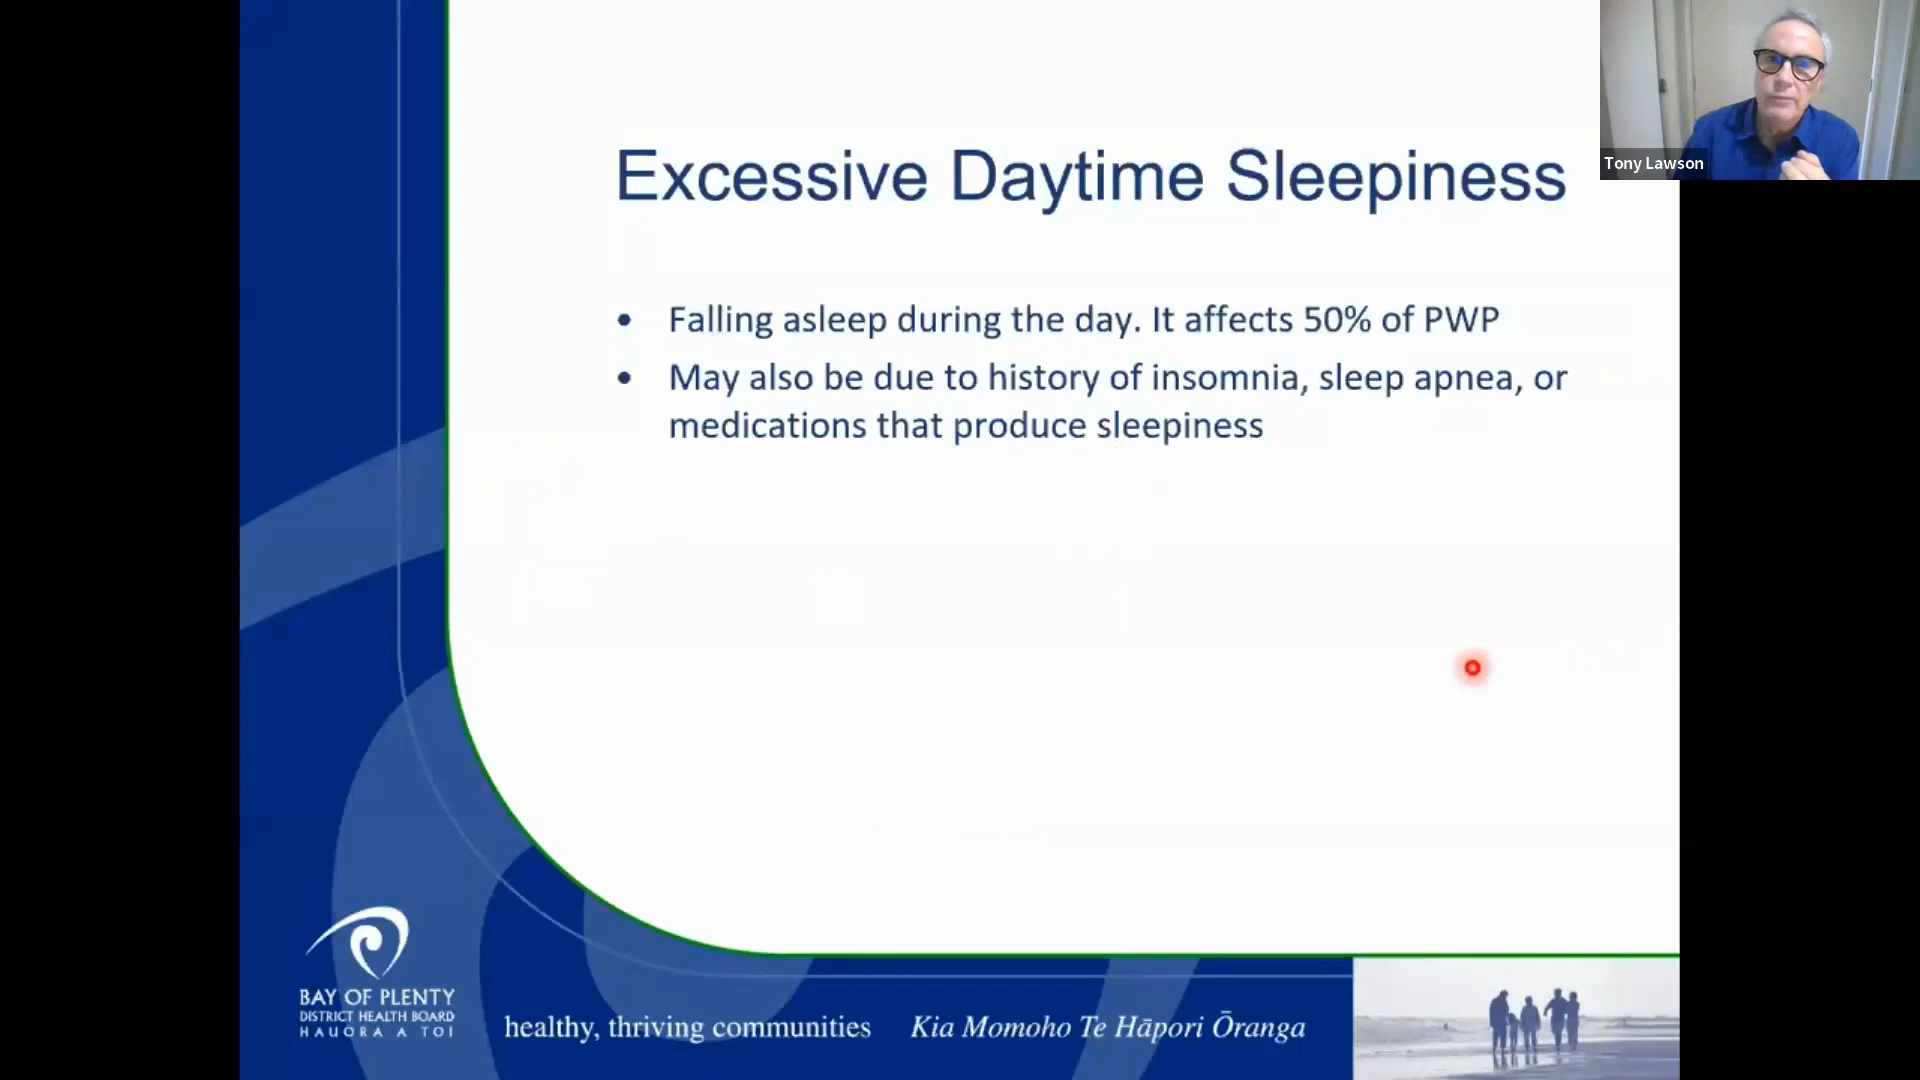 Excessive Daytime Sleepiness
Tony Lawson
• Falling asleep during the day. It affects 50% of PWP
• May also be due to history of insomnia, sleep apnea, or
medications that produce sleepiness
BAY OF PLENTY
DISTRICT HEALTH BOARD
HAUORA A TOI
healthy, thriving communities Kia Momoho Te Hāpori Ōranga